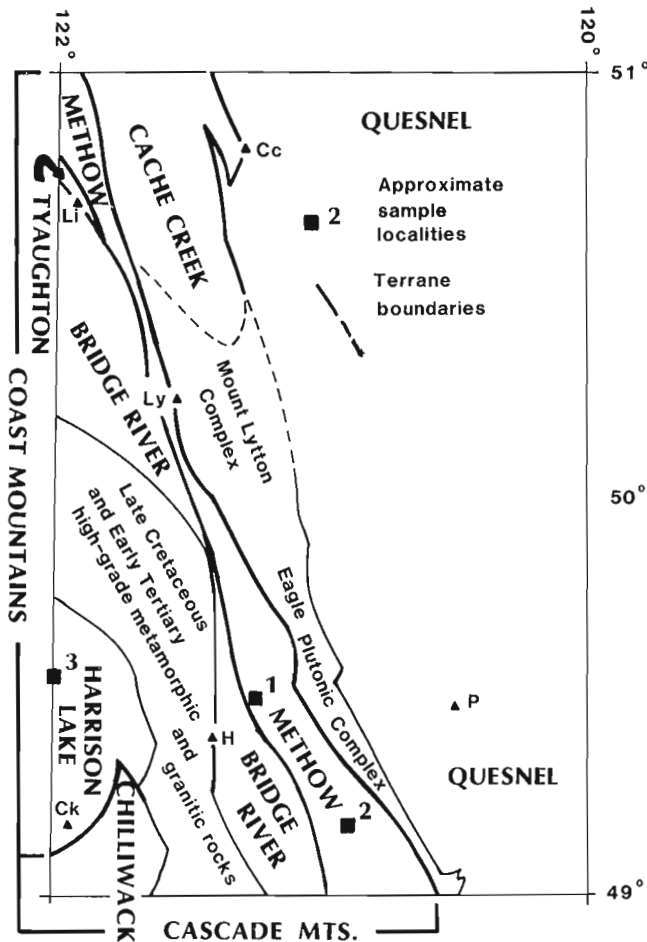 122°
120°
51°
METHOW
CACHE CREEK
QUESNEL
Cc
2
Approximate
sample
localities
Terrane
boundaries
?
Li
TYAUGHTON
BRIDGE RIVER
Ly
Mount Lytton
Complex
COAST MOUNTAINS
50°
Late Cretaceous
and Early Tertiary
high-grade metamorphic
and
granitic rocks
Eagle Plutonic Complex
3
HARRISON
LAKE
1
METHOW
H
P
BRIDGE
RIVER
QUESNEL
2
Ck
CHILLIWACK
49°
CASCADE MTS.